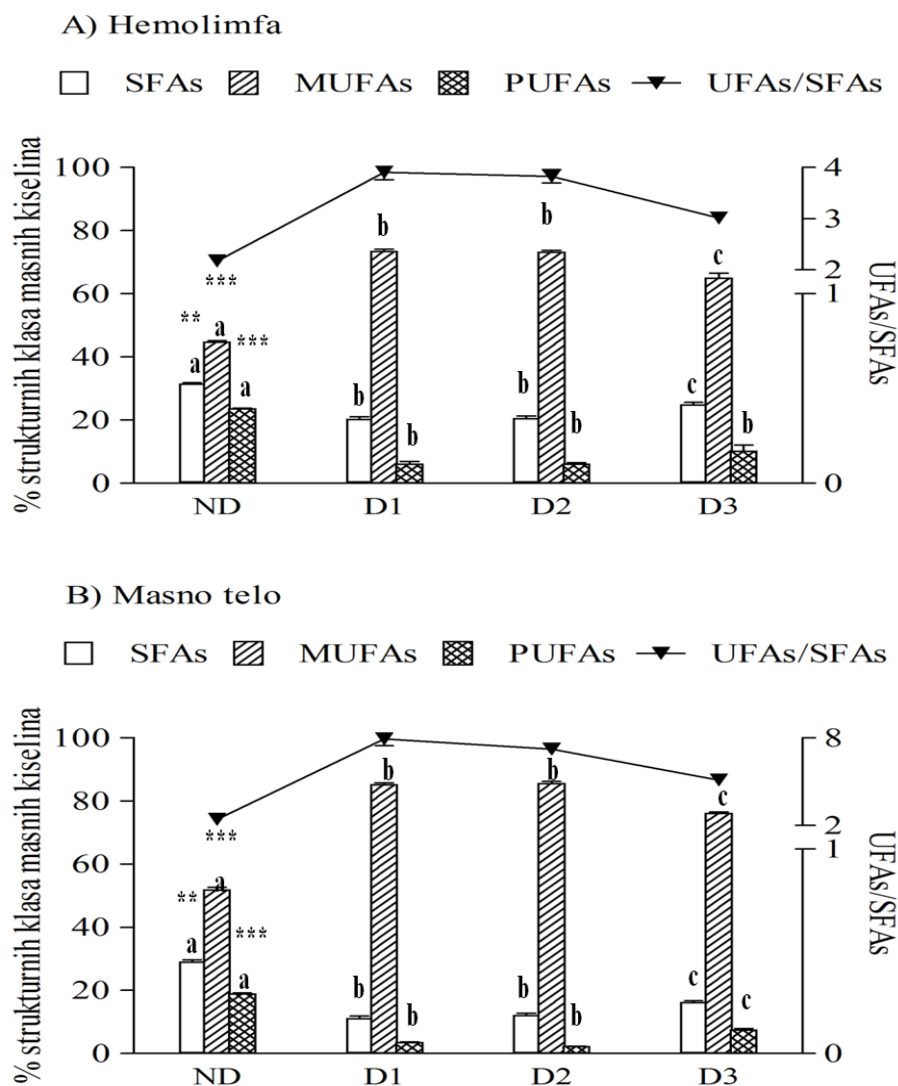 A) Hemolimfa
SFAs MUFAs PUFAs UFAs/SFAs
% strukturnih klasa masnih kiselina
100
80
60
40
20
0
4
3
2
1
0
UFAs/SFAs
** a
*** a
*** a
b b b
b b b
c c b
ND D1 D2 D3
B) Masno telo
SFAs MUFAs PUFAs UFAs/SFAs
% strukturnih klasa masnih kiselina
100
80
60
40
20
0
8
2
1
0
UFAs/SFAs
** a
*** a
*** a
b b b
b b b
c c c
ND D1 D2 D3